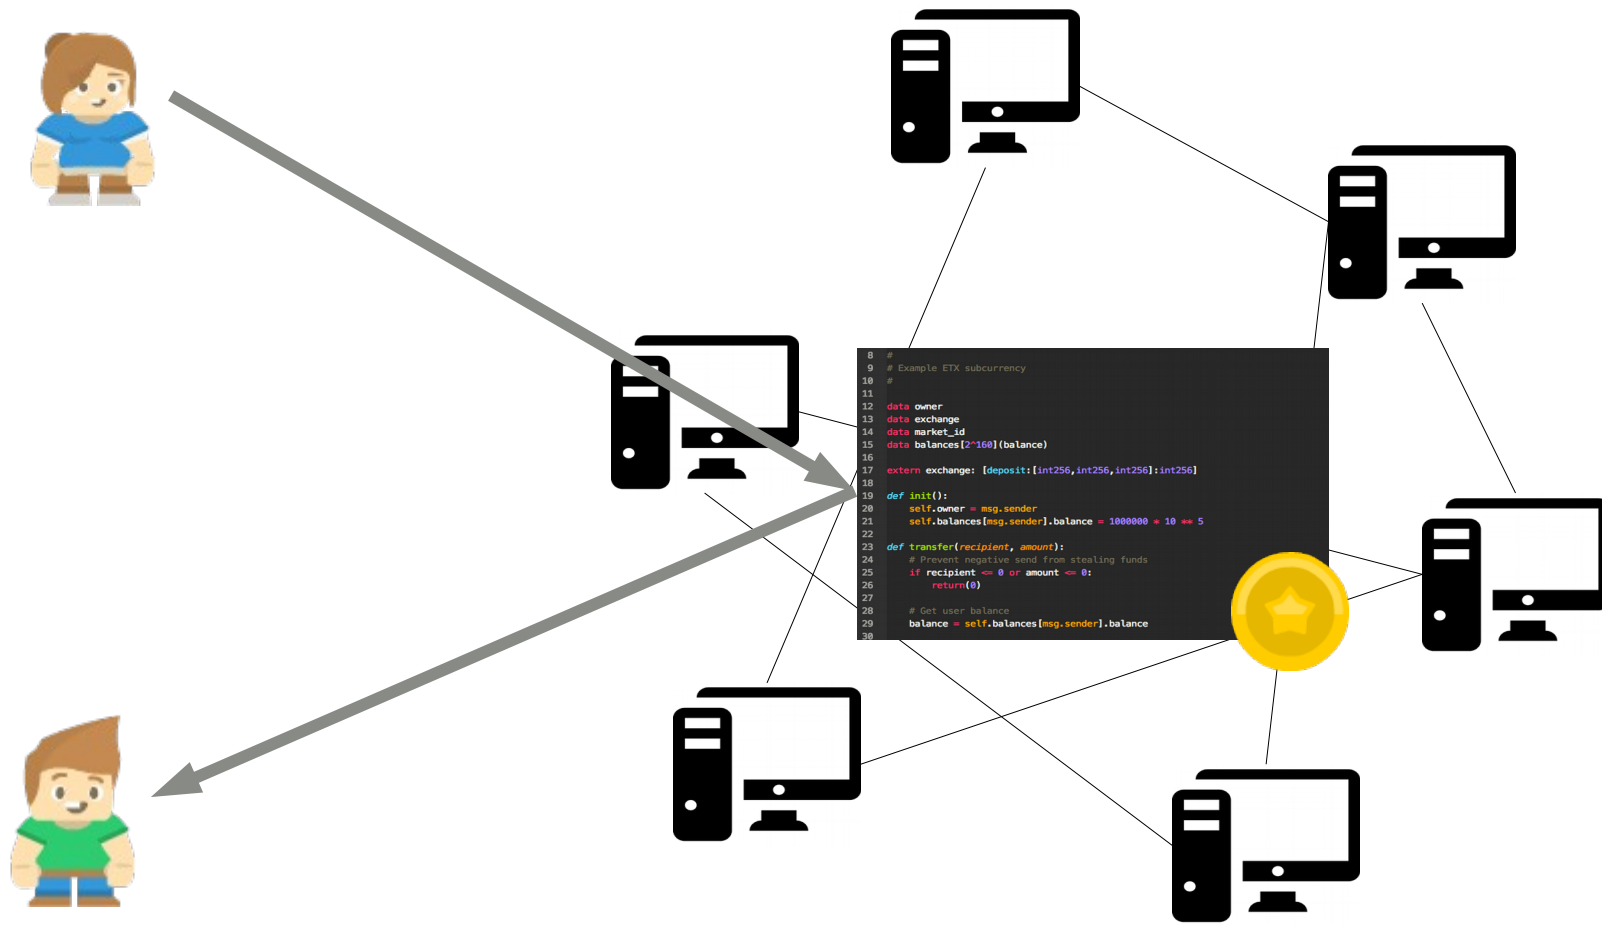 8 #
9 # Example ETX subcurrency
10 #
11
12 data owner
13 data exchange
14 data market_id
15 data balances[2^160](balance)
16
17 extern exchange: [deposit:[int256,int256,int256]:int256]
18
19 def init():
20     self.owner = msg.sender
21     self.balances[msg.sender].balance = 1000000 * 10 ** 5
22
23 def transfer(recipient, amount):
24     # Prevent negative send from stealing funds
25     if recipient <= 0 or amount <= 0:
26         return(0)
27
28     # Get user balance
29     balance = self.balances[msg.sender].balance
30